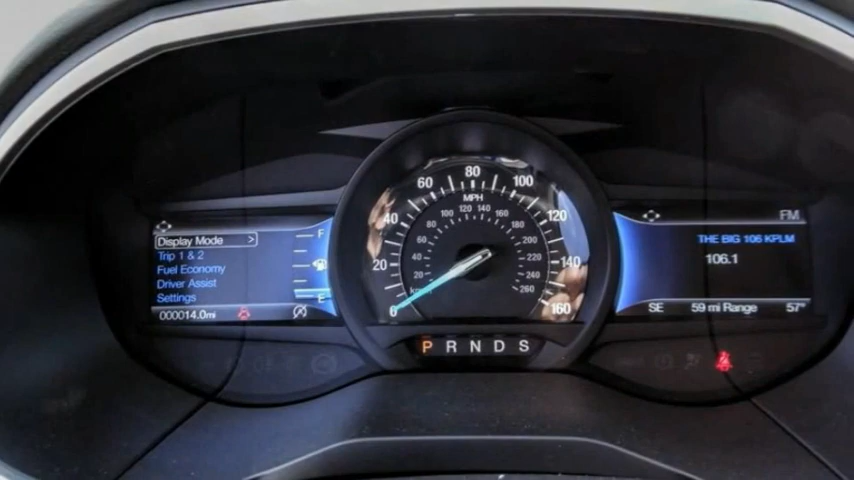 Display Mode >
Trip 1 & 2
Fuel Economy
Driver Assist
Settings
000014.0mi
F
E
0 20 40 60 80 100 120 140 160
MPH
20 40 60 80 100 120 140 160 180 200 220 240 260
P R N D S
FM
THE BIG 106 KPLM
106.1
SE 59 mi Range 57°